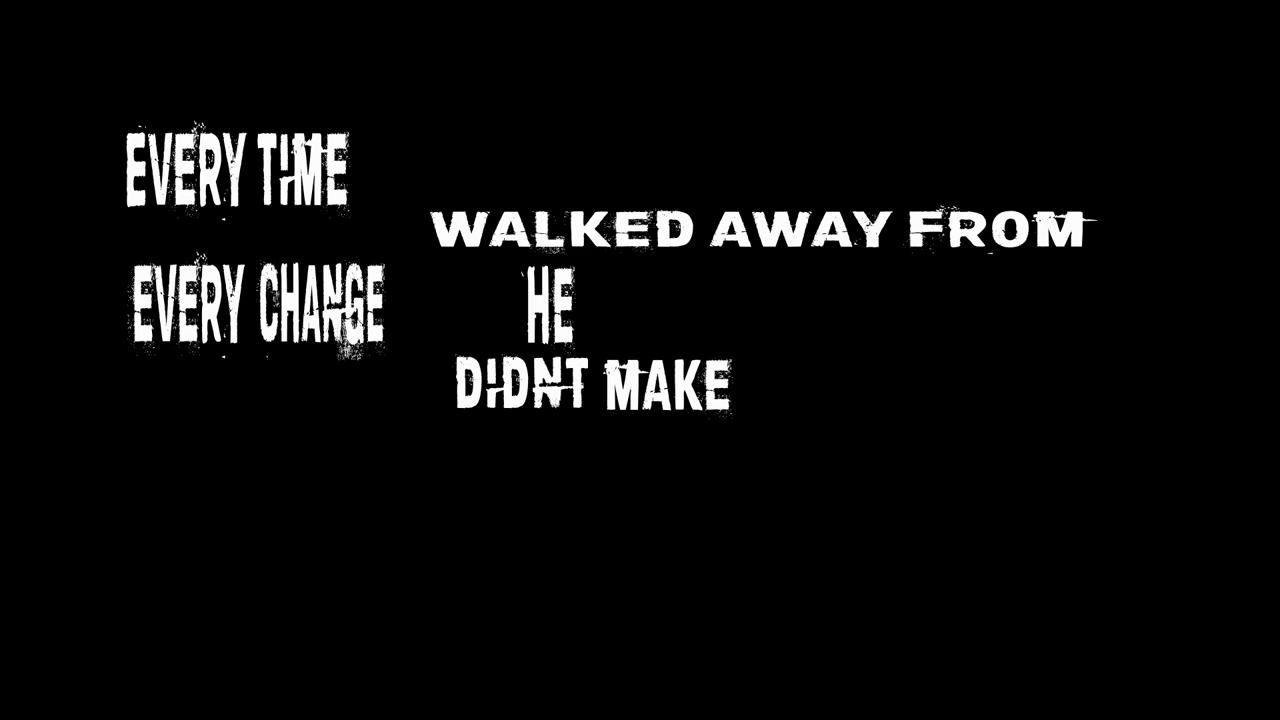 EVERY TIME
WALKED AWAY FROM
EVERY CHANGE
HE
DIDNT MAKE